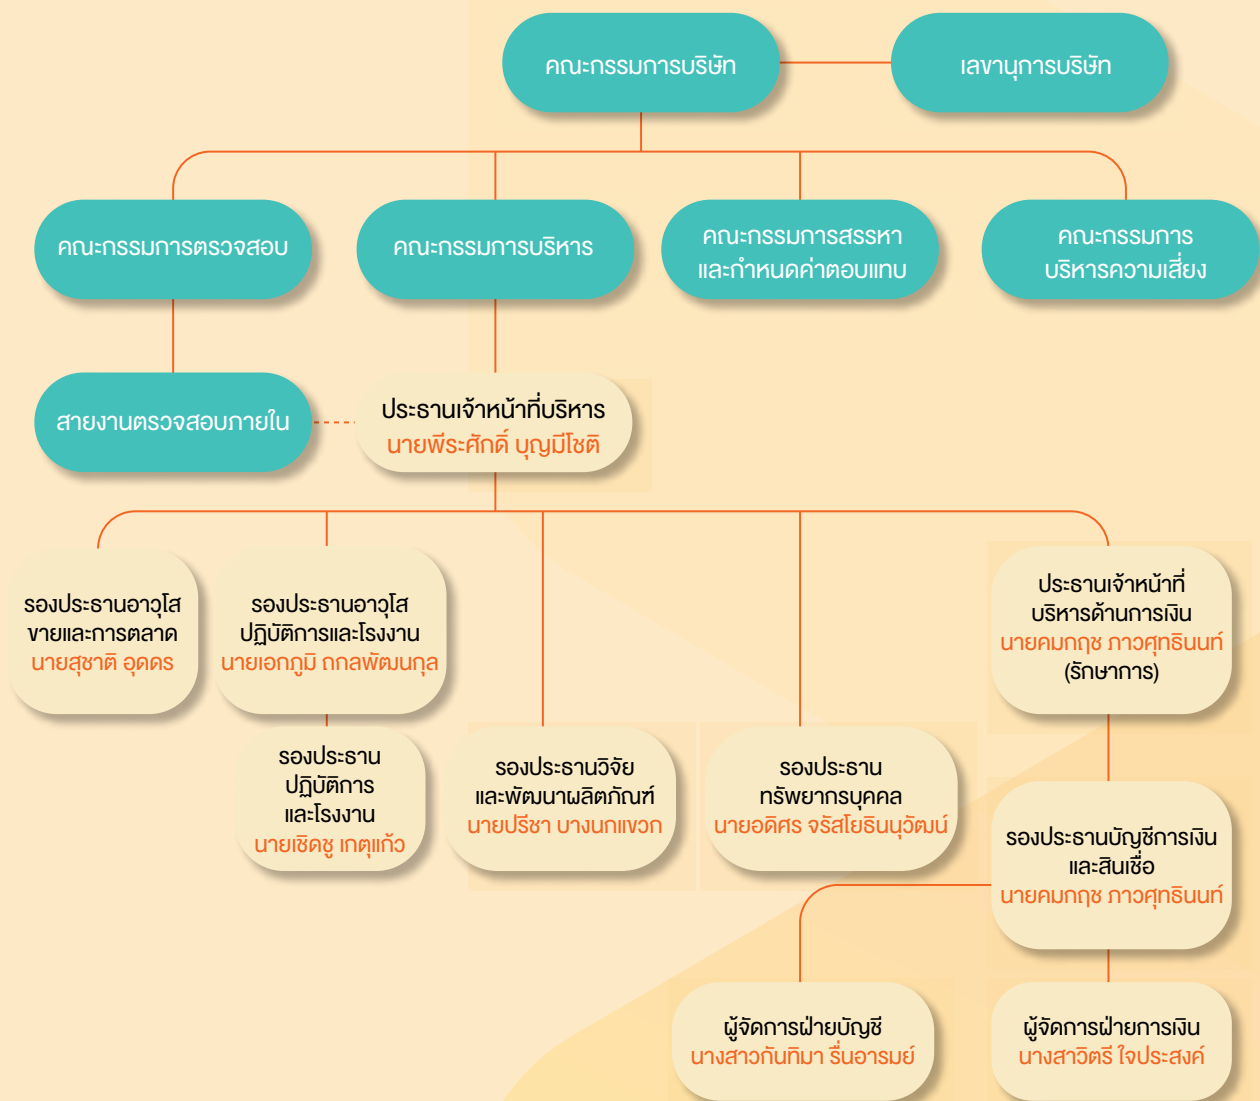 คณะกรรมการบริษัท
เลขานุการบริษัท
คณะกรรมการตรวจสอบ
คณะกรรมการบริหาร
คณะกรรมการสรรหา
และกำหนดค่าตอบแทน
คณะกรรมการ
บริหารความเสี่ยง
สายงานตรวจสอบภายใน
ประธานเจ้าหน้าที่บริหาร
นายพีระศักดิ์ บุญมีโชติ
รองประธานอาวุโส
ขายและการตลาด
นายสุชาติ อุดดร
รองประธานอาวุโส
ปฏิบัติการและโรงงาน
นายเอกภูมิ ถกลพัฒนกุล
ประธานเจ้าหน้าที่
บริหารด้านการเงิน
นายคมกฤช ภาวศุทธินนท์
(รักษาการ)
รองประธาน
ปฏิบัติการ
และโรงงาน
นายเชิดชู เกตุแก้ว
รองประธานวิจัย
และพัฒนาผลิตภัณฑ์
นายปรีชา บางนกแขวก
รองประธาน
ทรัพยากรบุคคล
นายอดิศร จรัสโยธินนุวัฒน์
รองประธานบัญชีการเงิน
และสินเชื่อ
นายคมกฤช ภาวศุทธินนท์
ผู้จัดการฝ่ายบัญชี
นางสาวกันทิมา รื่นอารมย์
ผู้จัดการฝ่ายการเงิน
นางสาวิตรี ใจประสงค์